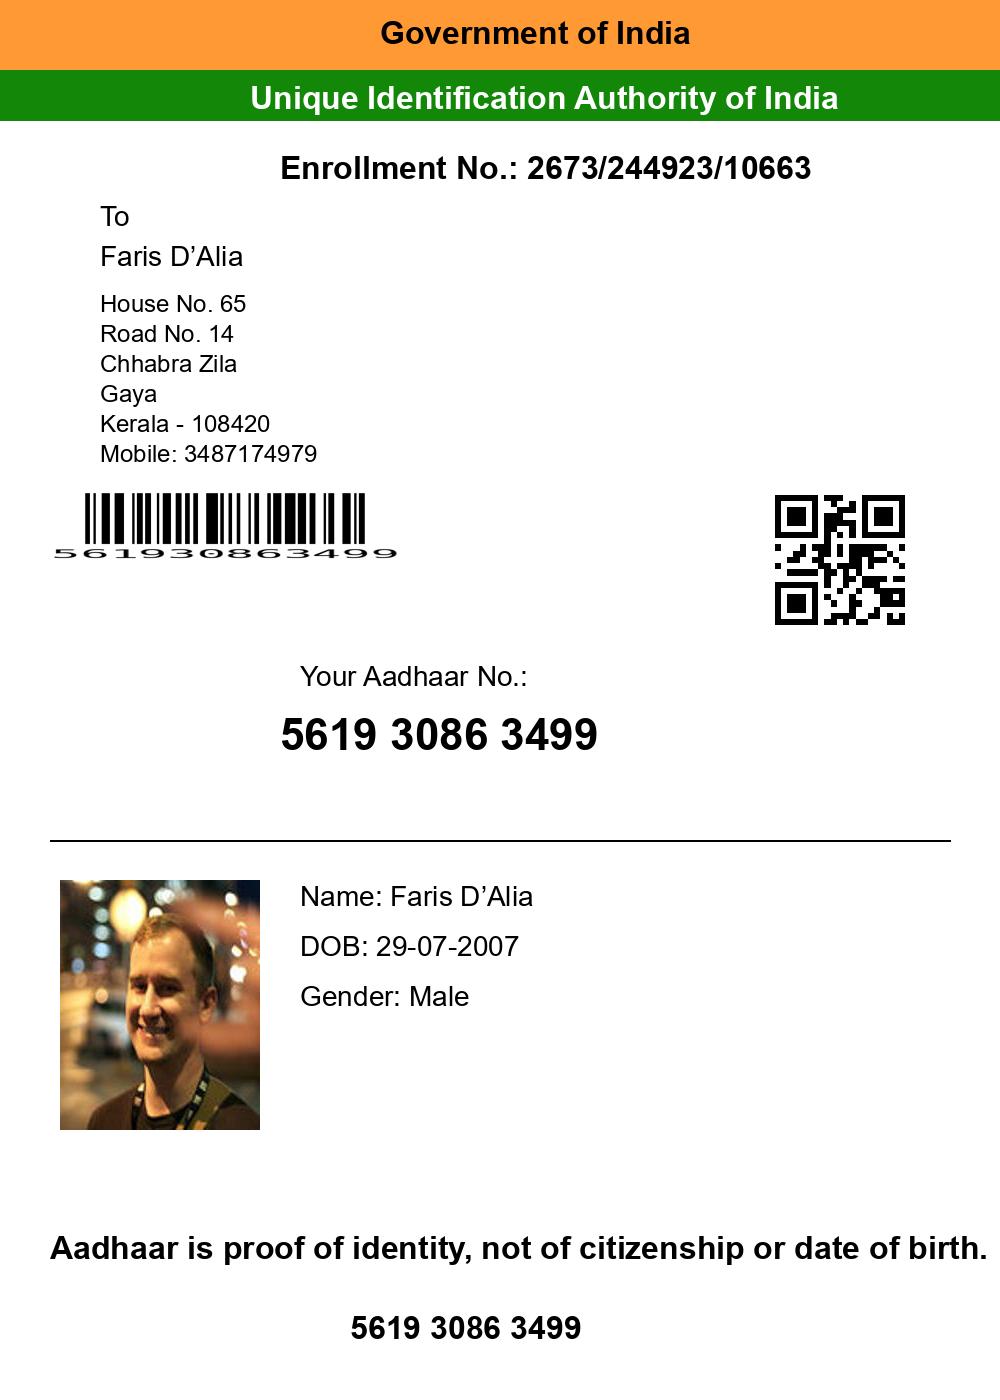 Government of India
Unique Identification Authority of India
Enrollment No.: 2673/244923/10663
To
Faris D’Alia
House No. 65
Road No. 14
Chhabra Zila
Gaya
Kerala - 108420
Mobile: 3487174979
561930863499
Your Aadhaar No.:
5619 3086 3499
Name: Faris D’Alia
DOB: 29-07-2007
Gender: Male
Aadhaar is proof of identity, not of citizenship or date of birth.
5619 3086 3499